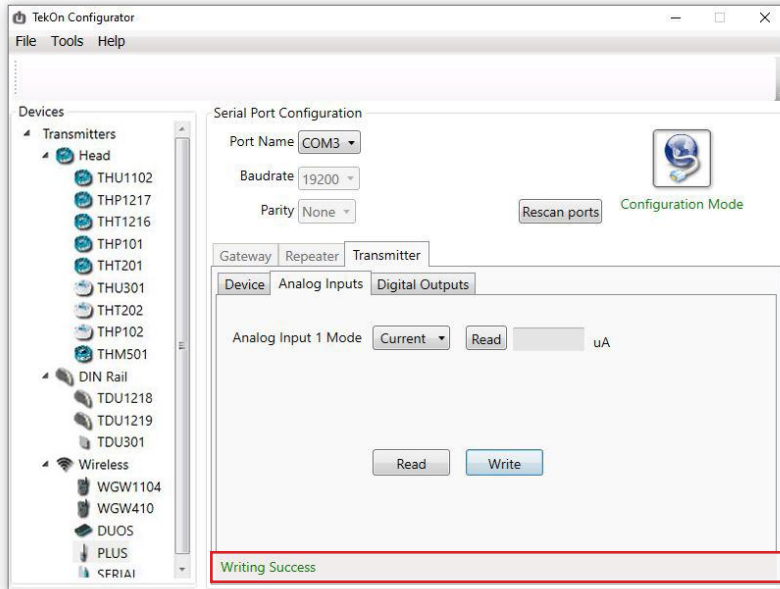 TekOn Configurator
File Tools Help
Devices
Transmitters
Head
THU1102
THP1217
THT1216
THP101
THT201
THU301
THT202
THP102
THM501
DIN Rail
TDU1218
TDU1219
TDU301
Wireless
WGW1104
WGW410
DUOS
PLUS
SERIAL
Serial Port Configuration
Port Name COM3
Baudrate 19200
Parity None
Rescan ports
Configuration Mode
Gateway Repeater Transmitter
Device Analog Inputs Digital Outputs
Analog Input 1 Mode Current Read uA
Read Write
Writing Success